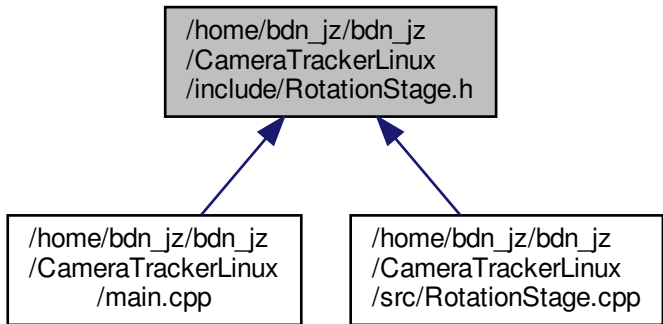 /home/bdn_jz/bdn_jz
/CameraTrackerLinux
/include/RotationStage.h
/home/bdn_jz/bdn_jz
/CameraTrackerLinux
/main.cpp
/home/bdn_jz/bdn_jz
/CameraTrackerLinux
/src/RotationStage.cpp